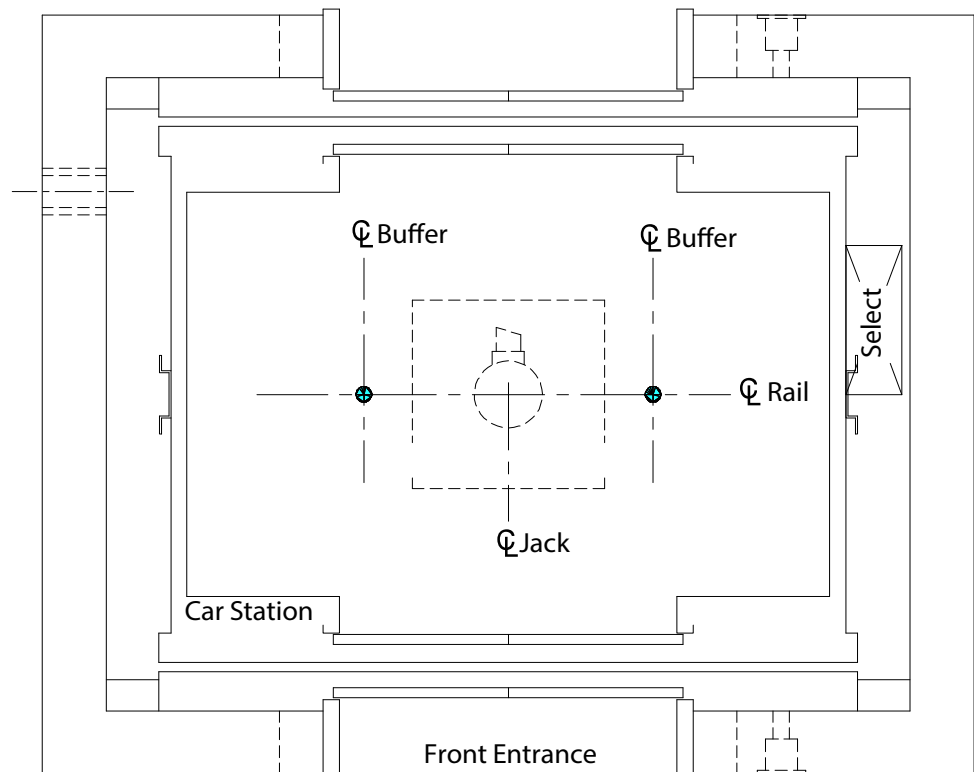 ℄ Buffer
℄ Buffer
Select
℄ Rail
℄ Jack
Car Station
Front Entrance